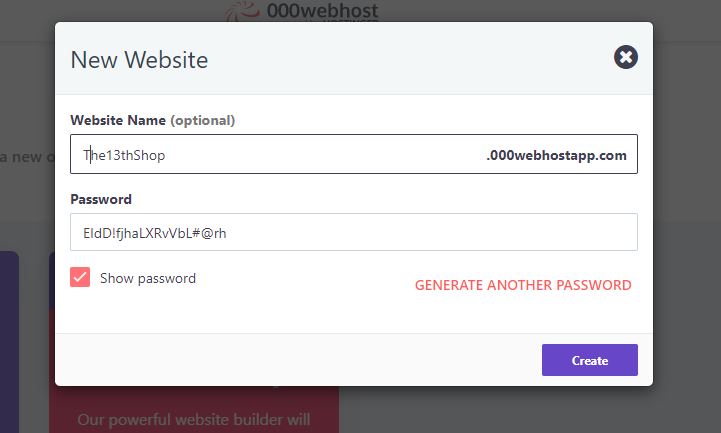 000webhost
New Website
Website Name (optional)
The13thShop .000webhostapp.com
a new o
Password
EIdD!fjhaLXRvVbL#@rh
Show password
GENERATE ANOTHER PASSWORD
Create
Our powerful website builder will